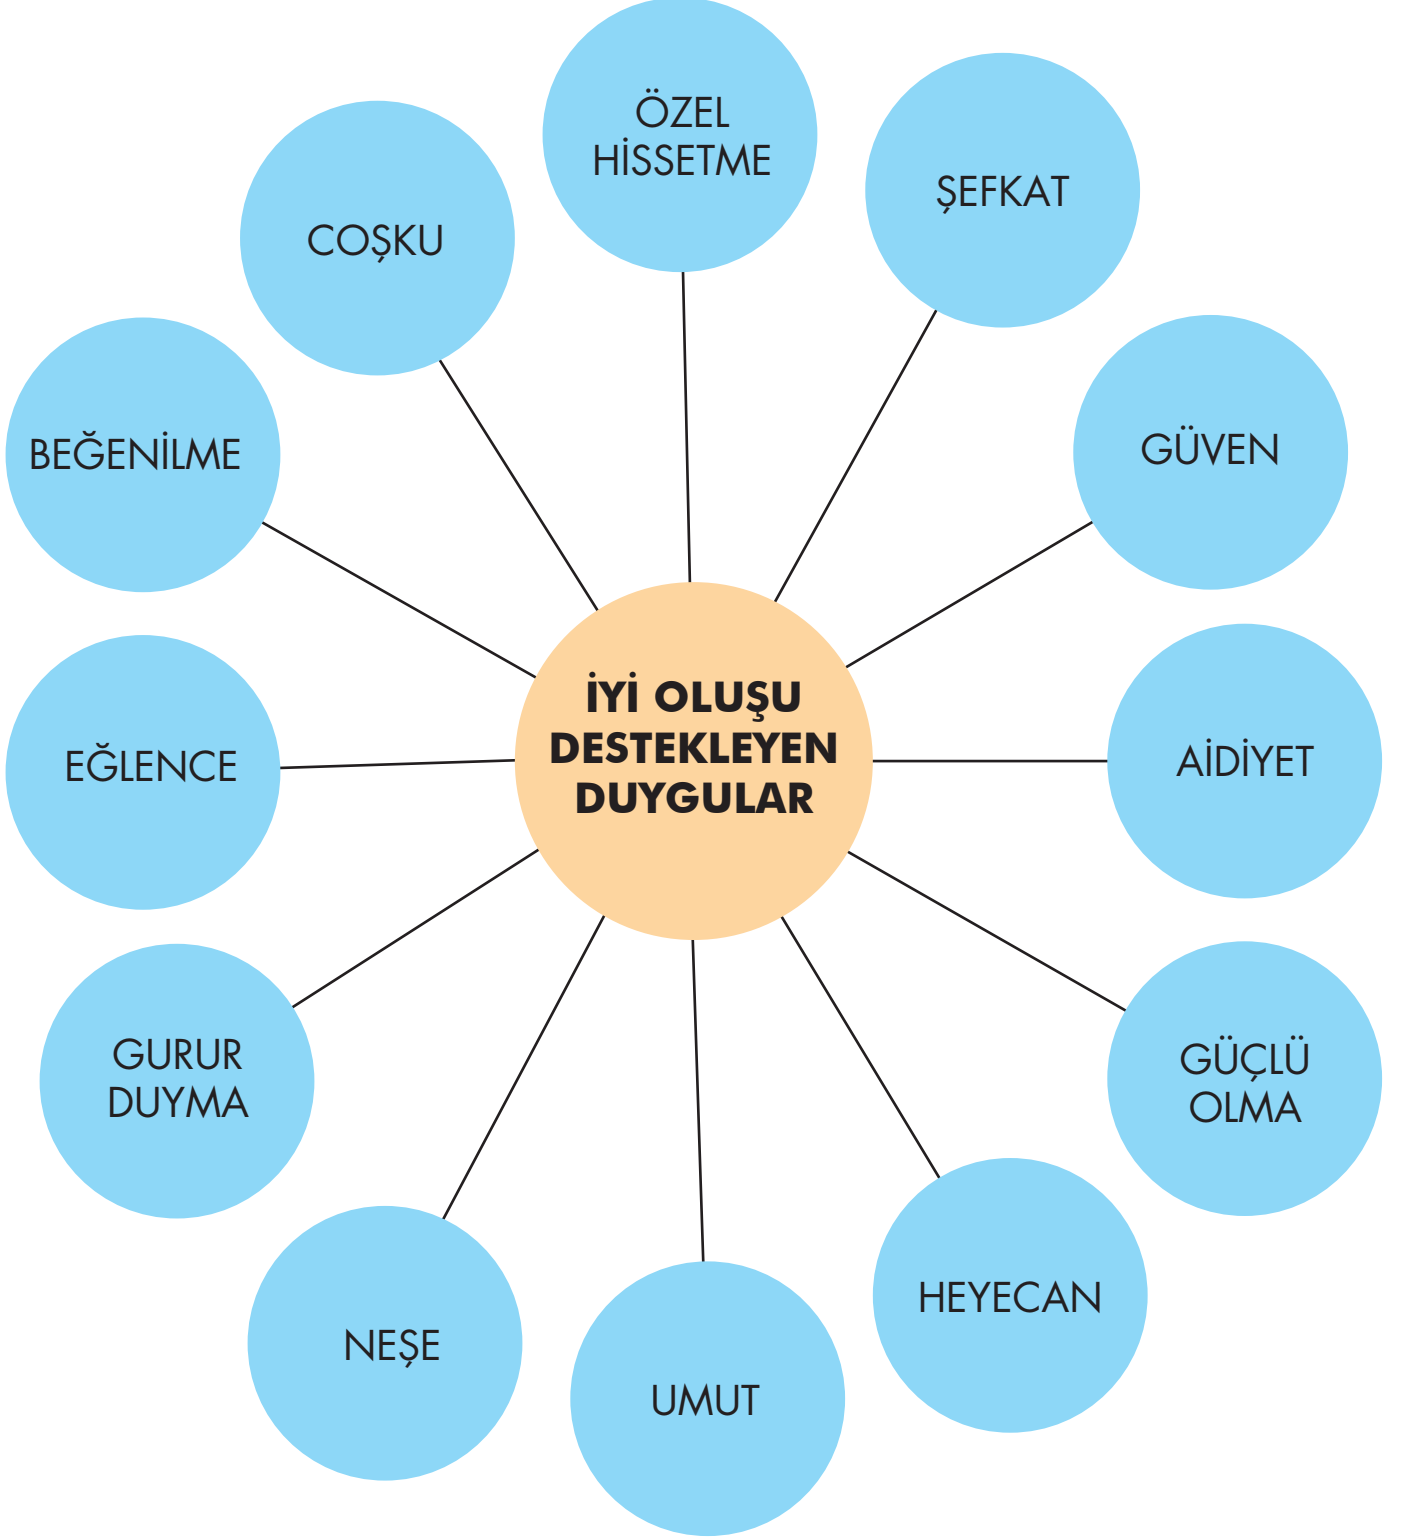 ÖZEL
HİSSETME
ŞEFKAT
COŞKU
GÜVEN
BEĞENİLME
İYİ OLUŞU
DESTEKLEYEN
DUYGULAR
AİDİYET
EĞLENCE
GURUR
DUYMA
GÜÇLÜ
OLMA
HEYECAN
NEŞE
UMUT